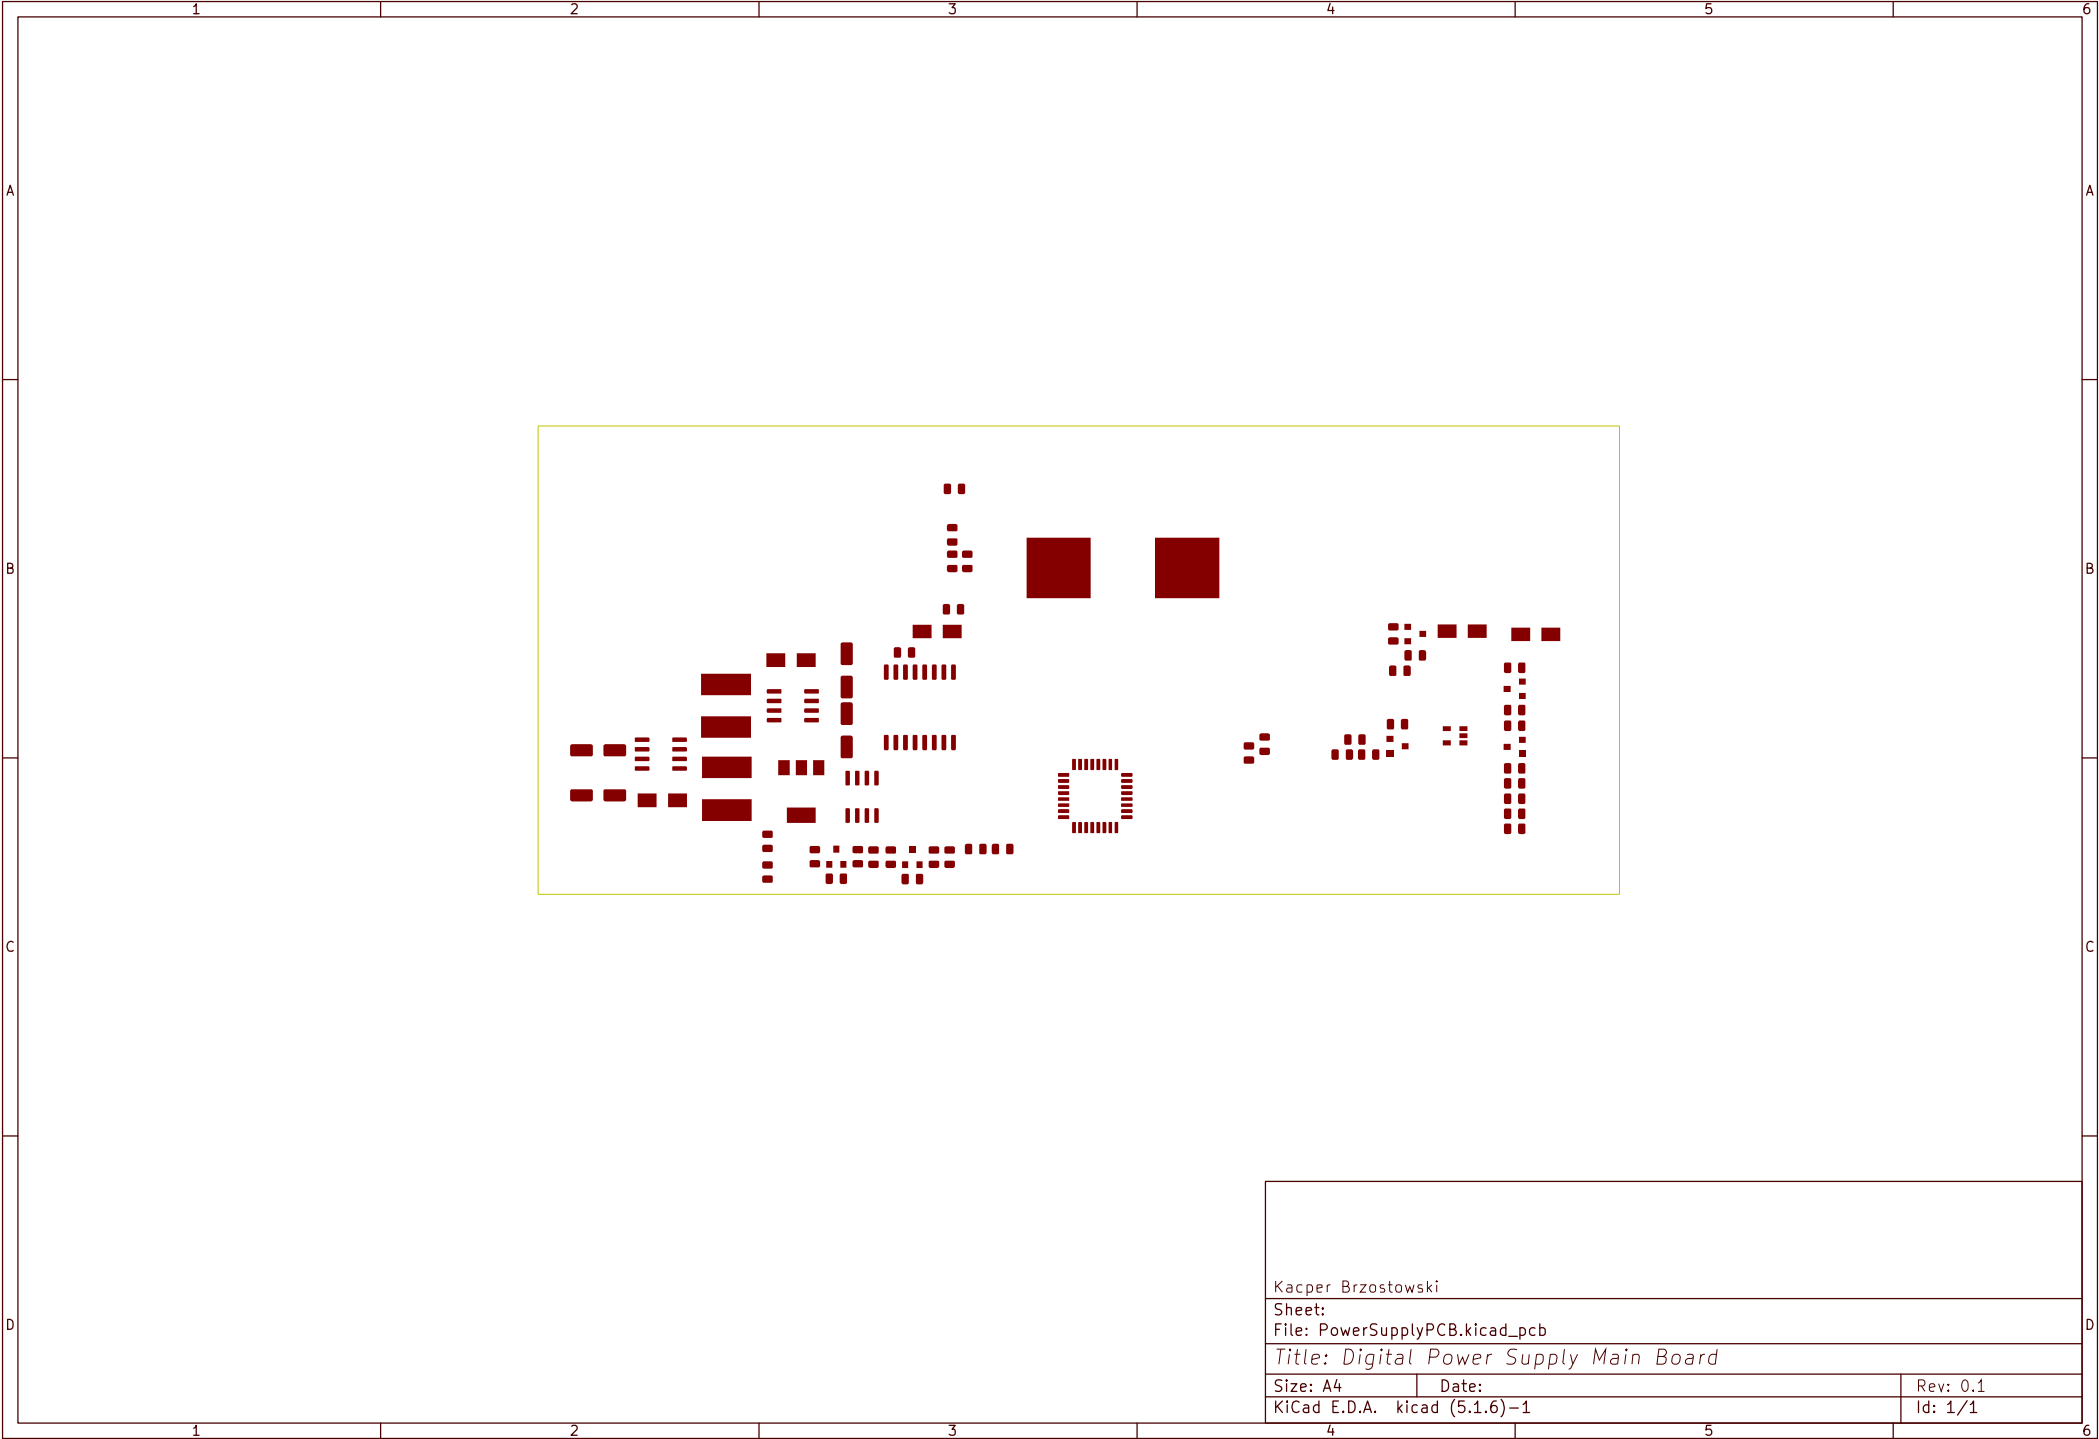 1 2 3 4 5 6
A A
B B
C C
Kacper Brzostowski
Sheet:
File: PowerSupplyPCB.kicad_pcb
D D
Title: Digital Power Supply Main Board
Size: A4 Date: Rev: 0.1
KiCad E.D.A. kicad (5.1.6)-1 Id: 1/1
1 2 3 4 5 6